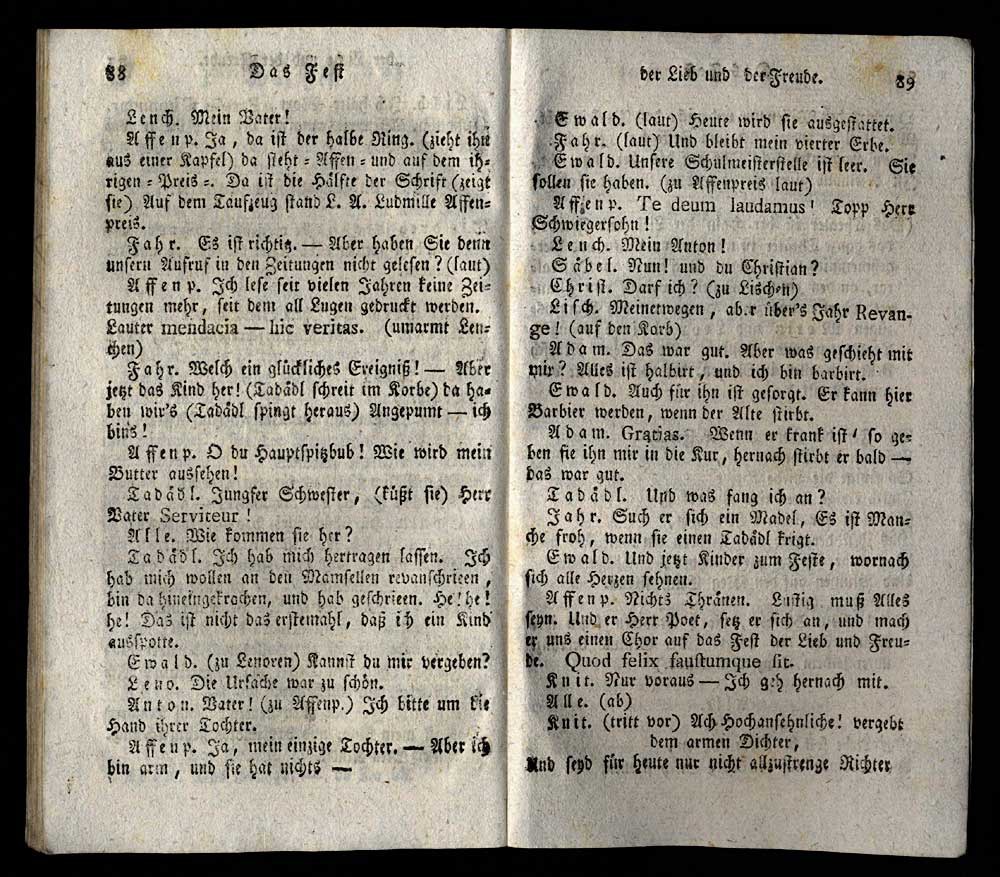 88 Das Fest
Lench. Mein Vater!
Affenp. Ja, da ist der halbe Ring. (zieht ihn
aus einer Kapsel) da steht - Affen - und auf dem ih-
rigen - Preis -. Da ist die Hälfte der Schrift (zeigt
sie) Auf dem Taufzeug stand L. A. Ludmille Affen-
preis.
Jahr. Es ist richtig. — Aber haben Sie denn
unsern Aufruf in den Zeitungen nicht gelesen? (laut)
Affenp. Ich lese seit vielen Jahren keine Zei-
tungen mehr, seit dem all Lugen gedruckt werden.
Lauter mendacia — hic veritas. (umarmt Len-
chen)
Jahr. Welch ein glückliches Ereigniß! — Aber
jetzt das Kind her! (Tadädl schreit im Korbe) da ha-
ben wir's (Tadädl spingt heraus) Angepumt — ich
bins!
Affenp. O du Hauptspitzbub! Wie wird mein
Butter aussehen!
Tadädl. Jungfer Schwester, (küßt sie) Herr
Vater Serviteur!
Alle. Wie kommen sie her?
Tadädl. Ich hab mich hertragen lassen. Ich
hab mich wollen an den Mamsellen revanschrieen,
bin da hineingekrochen, und hab geschrieen. He! he!
he! Das ist nicht das erstemahl, daß ich ein Kind
ausspotte.
Ewald. (zu Lenoren) Kannst du mir vergeben?
Leno. Die Ursache war zu schön.
Anton. Vater! (zu Affenp.) Ich bitte um die
Hand ihrer Tochter.
Affenp. Ja, mein einzige Tochter. — Aber ich
bin arm, und sie hat nichts —
der Lieb und der Freude. 89
Ewald. (laut) Heute wird sie ausgestattet.
Jahr. (laut) Und bleibt mein vierter Erbe.
Ewald. Unsere Schulmeisterstelle ist leer. Sie
sollen sie haben. (zu Affenpreis laut)
Affenp. Te deum laudamus! Topp Herr
Schwiegersohn!
Lench. Mein Anton!
Säbel. Nun! und du Christian?
Christ. Darf ich? (zu Lischen)
Lisch. Meinetwegen, aber über's Jahr Revan-
ge! (auf den Korb)
Adam. Das war gut. Aber was geschieht mit
mir? Alles ist halbirt, und ich bin barbirt.
Ewald. Auch für ihn ist gesorgt. Er kann hier
Barbier werden, wenn der Alte stirbt.
Adam. Gratias. Wenn er krank ist, so ge-
ben sie ihn mir in die Kur, hernach stirbt er bald —
das war gut.
Tadädl. Und was fang ich an?
Jahr. Such er sich ein Madel, Es ist Man-
che froh, wenn sie einen Tadädl krigt.
Ewald. Und jetzt Kinder zum Feste, wornach
sich alle Herzen sehnen.
Affenp. Nichts Thränen. Lustig muß Alles
seyn. Und er Herr Poet, setz er sich an, und mach
er uns einen Chor auf das Fest der Lieb und Freu-
de. Quod felix faustumque sit.
Knit. Nur voraus — Ich geh hernach mit.
Alle. (ab)
Knit. (tritt vor) Ach Hochansehnliche! vergebt
dem armen Dichter,
Und seyd für heute nur nicht allzustrenge Richter